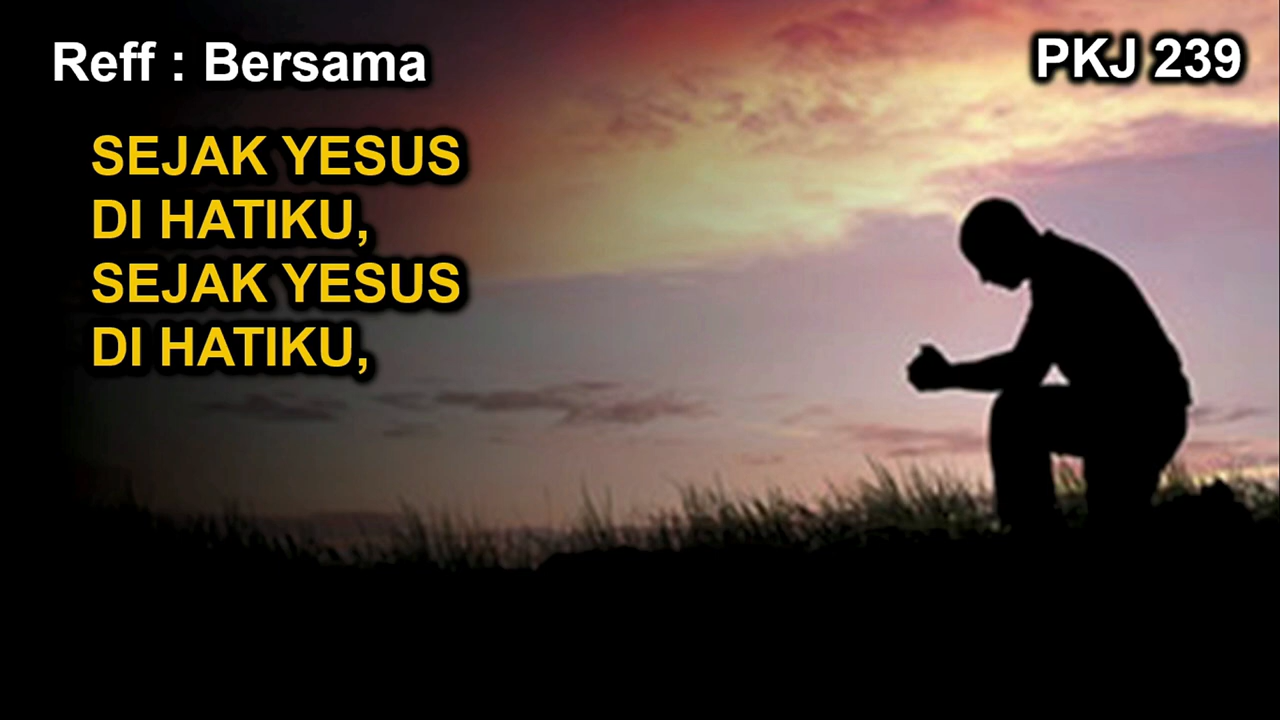 Reff : Bersama
PKJ 239
SEJAK YESUS
DI HATIKU,
SEJAK YESUS
DI HATIKU,